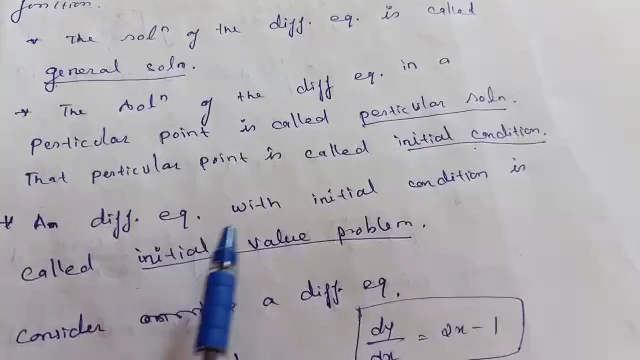 function.
* The soln of the diff. eq. is called
general soln.
* The soln of the diff eq. in a
perticular point is called perticular soln.
That perticular point is called initial condition.
* An diff. eq. with initial condition is
called initial value problem.
Consider a diff. eq.
dy/dx = 2x - 1